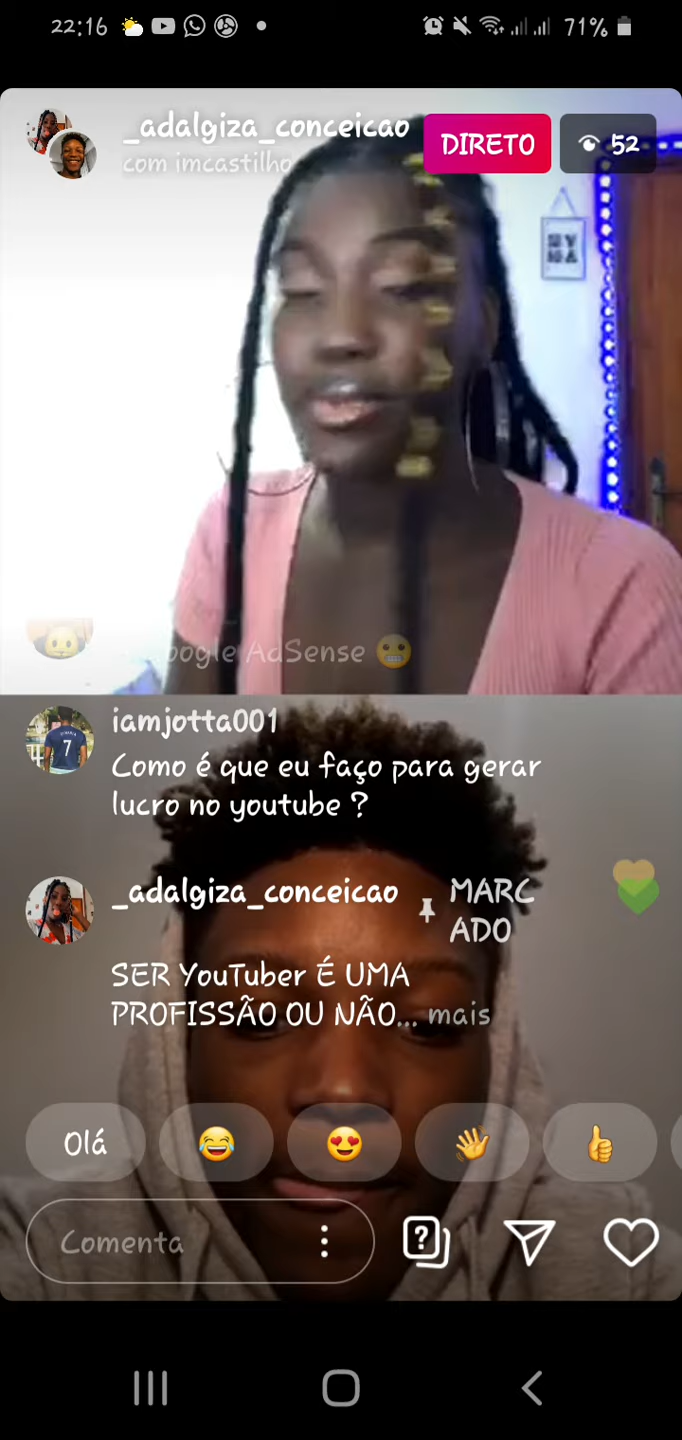 22:16
71%
_adalgiza_conceicao
DIRETO
52
com imcastilho
AdSense 😬
iamjotta001
Como é que eu faço para gerar
lucro no youtube ?
_adalgiza_conceicao
MARC
ADO
SER YouTuber É UMA
PROFISSÃO OU NÃO... mais
Olá
😂
😍
👋
👍
Comenta